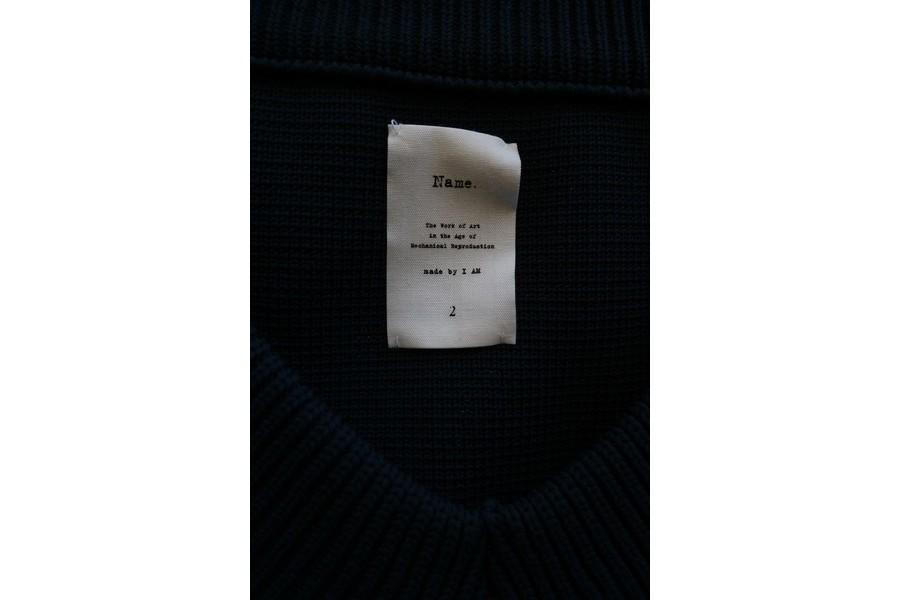 Name.
The Work of Art
in the Age of
Mechanical Reproduction
made by I AM
2